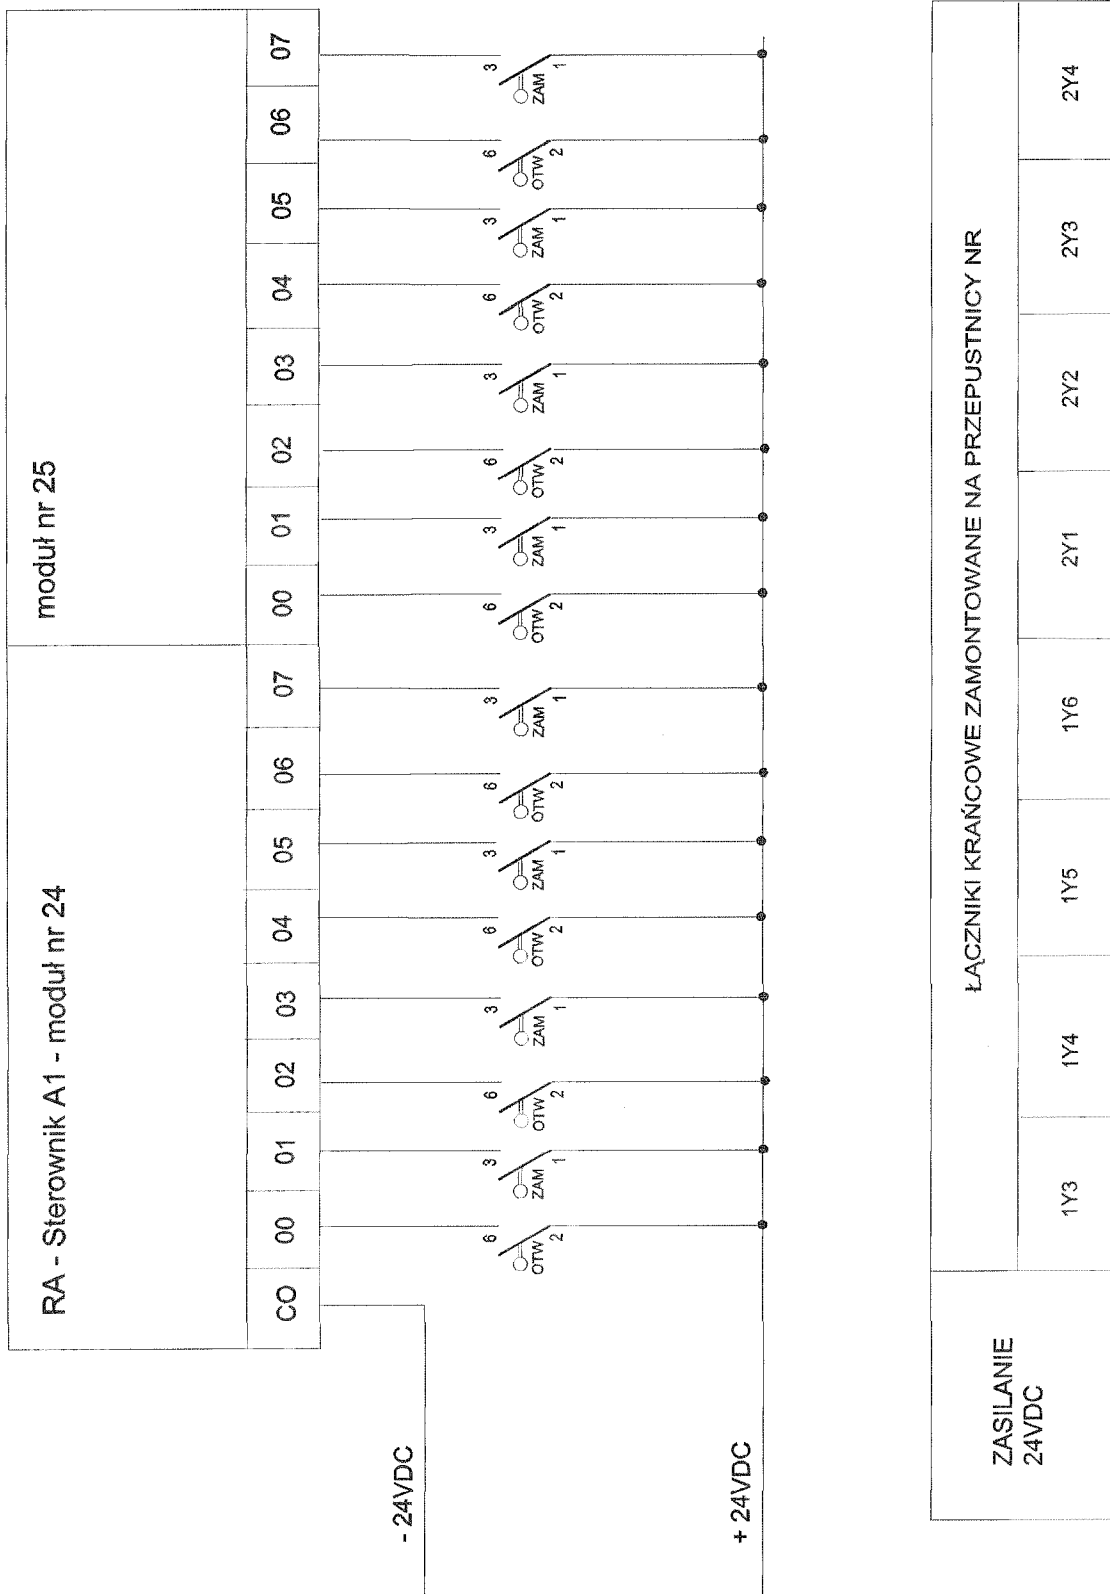 RA - Sterownik A1 - moduł nr 24
moduł nr 25
CO 00 01 02 03 04 05 06 07 00 01 02 03 04 05 06 07
6 3 6 3 6 3 6 3 6 3 6 3 6 3 6 3
OTW ZAM OTW ZAM OTW ZAM OTW ZAM OTW ZAM OTW ZAM OTW ZAM OTW ZAM
2 1 2 1 2 1 2 1 2 1 2 1 2 1 2 1
- 24VDC
+ 24VDC
ZASILANIE
24VDC
ŁĄCZNIKI KRAŃCOWE ZAMONTOWANE NA PRZEPUSTNICY NR
1Y3 1Y4 1Y5 1Y6 2Y1 2Y2 2Y3 2Y4